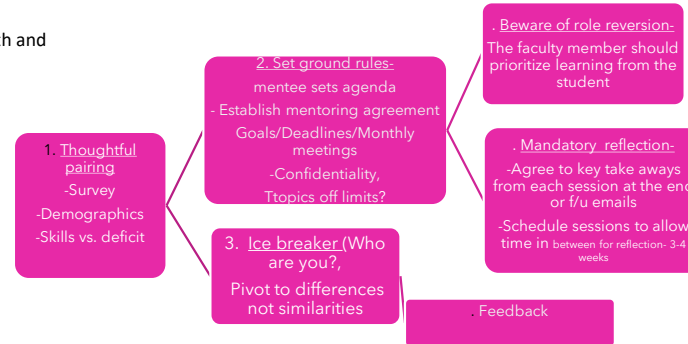 th and
1. Thoughtful
pairing
-Survey
-Demographics
-Skills vs. deficit
2. Set ground rules-
mentee sets agenda
- Establish mentoring agreement
Goals/Deadlines/Monthly
meetings
-Confidentiality,
Ttopics off limits?
3. Ice breaker (Who
are you?,
Pivot to differences
not similarities
. Beware of role reversion-
The faculty member should
prioritize learning from the
student
. Mandatory reflection-
-Agree to key take aways
from each session at the end
or f/u emails
-Schedule sessions to allow
time in between for reflection- 3-4
weeks
. Feedback